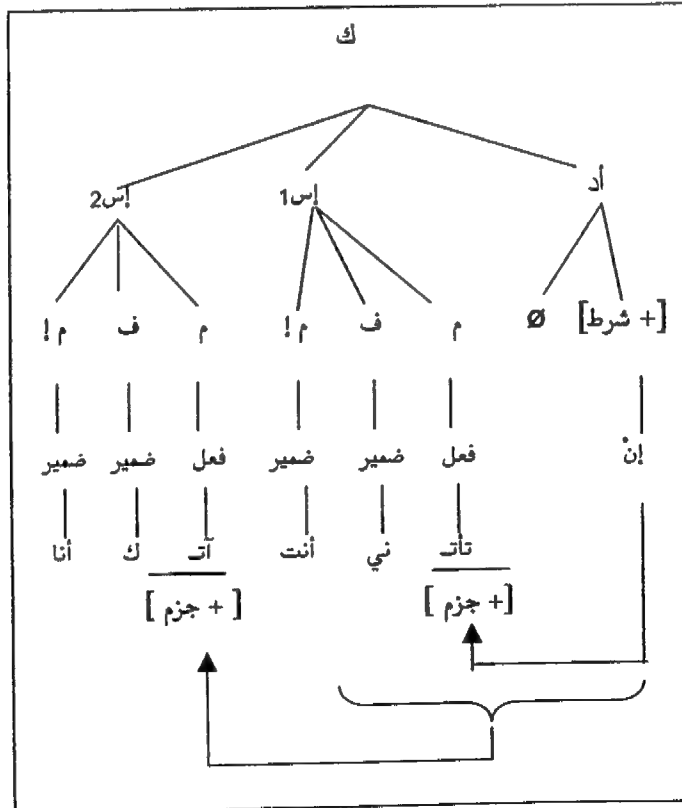 ك
أد إس1 إس2
[+ شرط] Ø م ف م إ م ف م إ
إنْ فعل ضمير ضمير فعل ضمير ضمير
تأتـ ني أنت آتـ ك أنا
[+ جزم] [+ جزم]